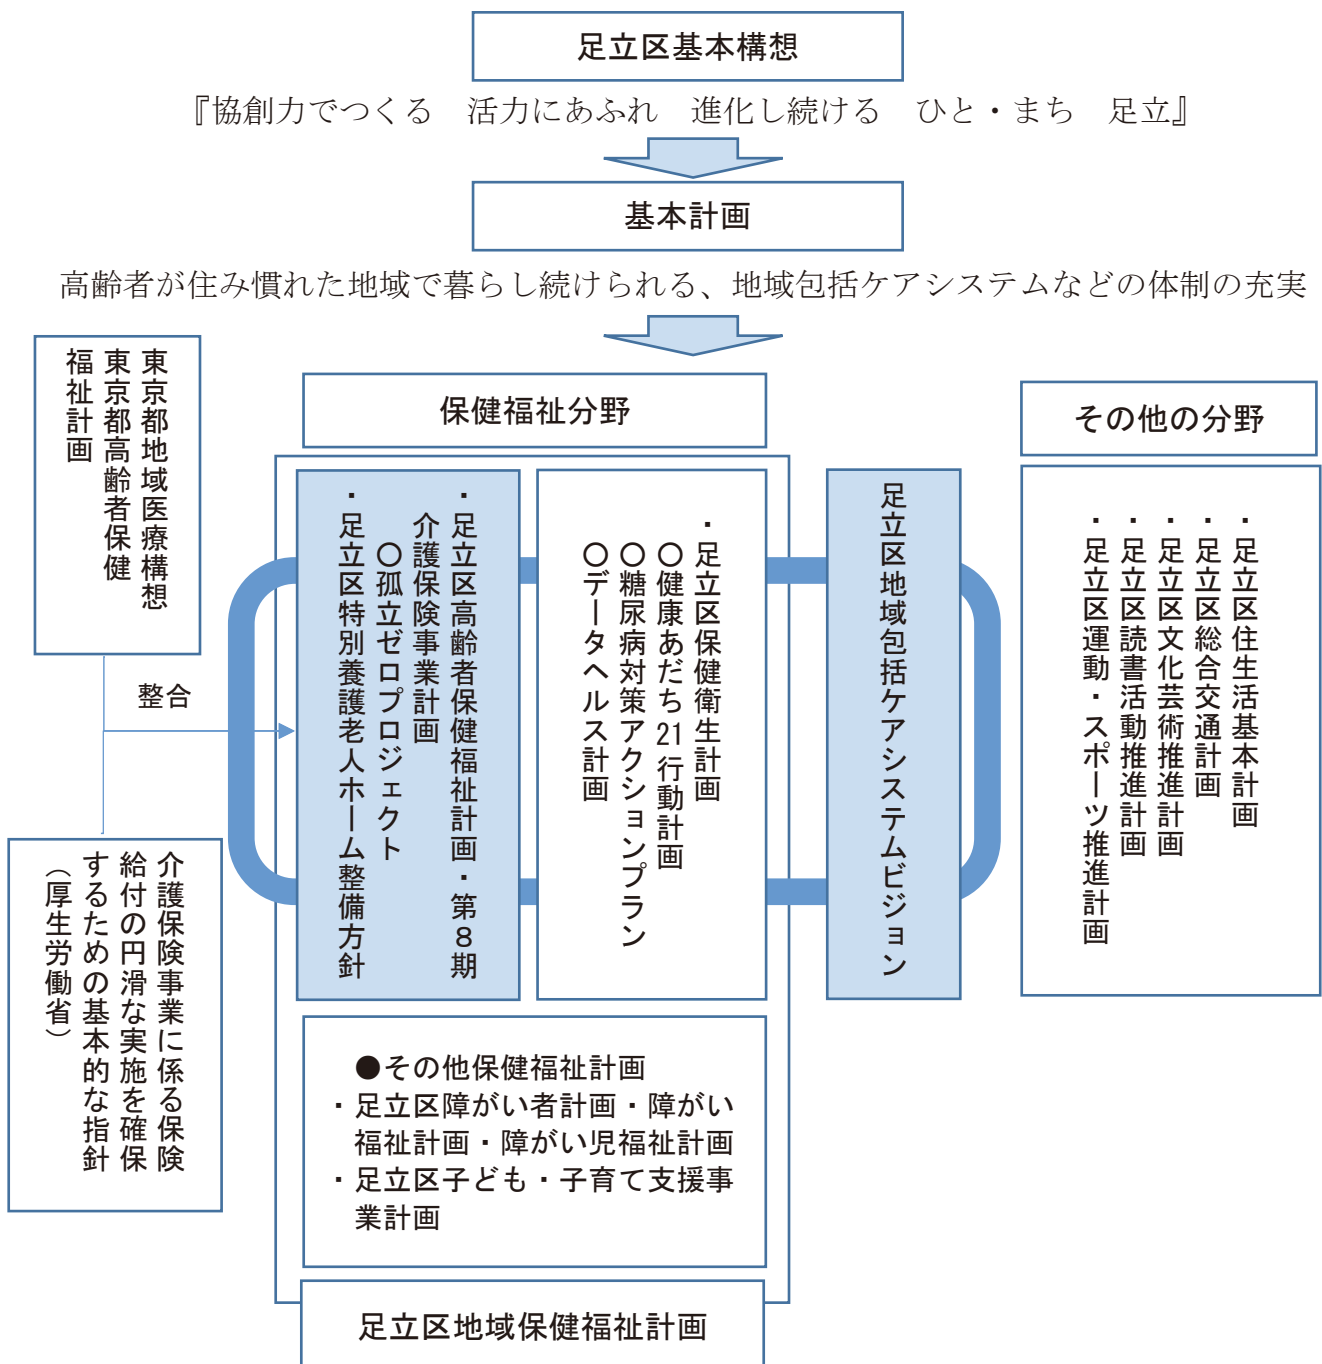 足立区基本構想
『協創力でつくる　活力にあふれ　進化し続ける　ひと・まち　足立』
基本計画
高齢者が住み慣れた地域で暮らし続けられる、地域包括ケアシステムなどの体制の充実
東京都地域医療構想
東京都高齢者保健
福祉計画
整合
介護保険事業に係る保険
給付の円滑な実施を確保
するための基本的な指針
（厚生労働省）
保健福祉分野
・足立区高齢者保健福祉計画・第８期
介護保険事業計画
〇孤立ゼロプロジェクト
・足立区特別養護老人ホーム整備方針
・足立区保健衛生計画
〇健康あだち21行動計画
〇糖尿病対策アクションプラン
〇データヘルス計画
●その他保健福祉計画
・足立区障がい者計画・障がい
福祉計画・障がい児福祉計画
・足立区子ども・子育て支援事
業計画
足立区地域保健福祉計画
足立区地域包括ケアシステムビジョン
その他の分野
・足立区住生活基本計画
・足立区総合交通計画
・足立区文化芸術推進計画
・足立区読書活動推進計画
・足立区運動・スポーツ推進計画